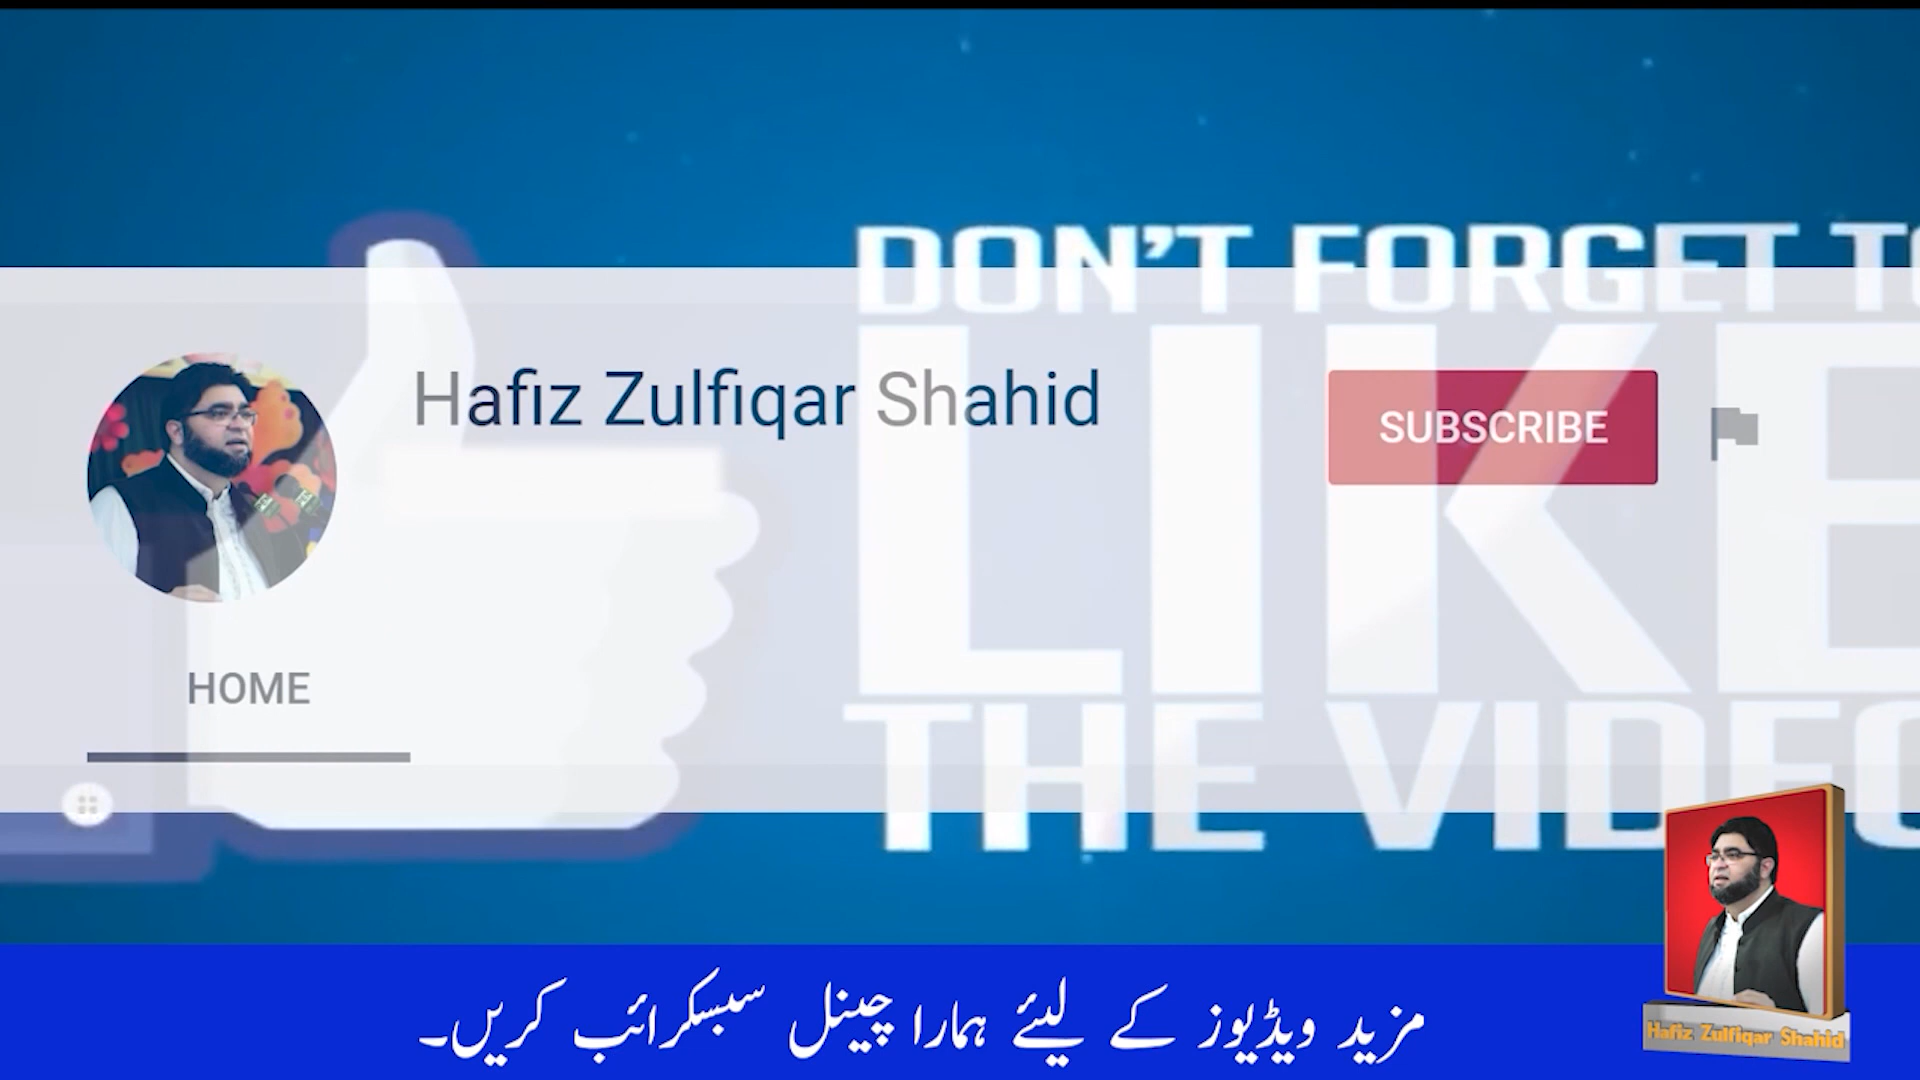 DON'T FORGET
LIKE
THE VIDEO
Hafiz Zulfiqar Shahid
SUBSCRIBE
HOME
مزید ویڈیوز کے لیئے ہمارا چینل سبسکرائب کریں۔
Hafiz Zulfiqar Shahid